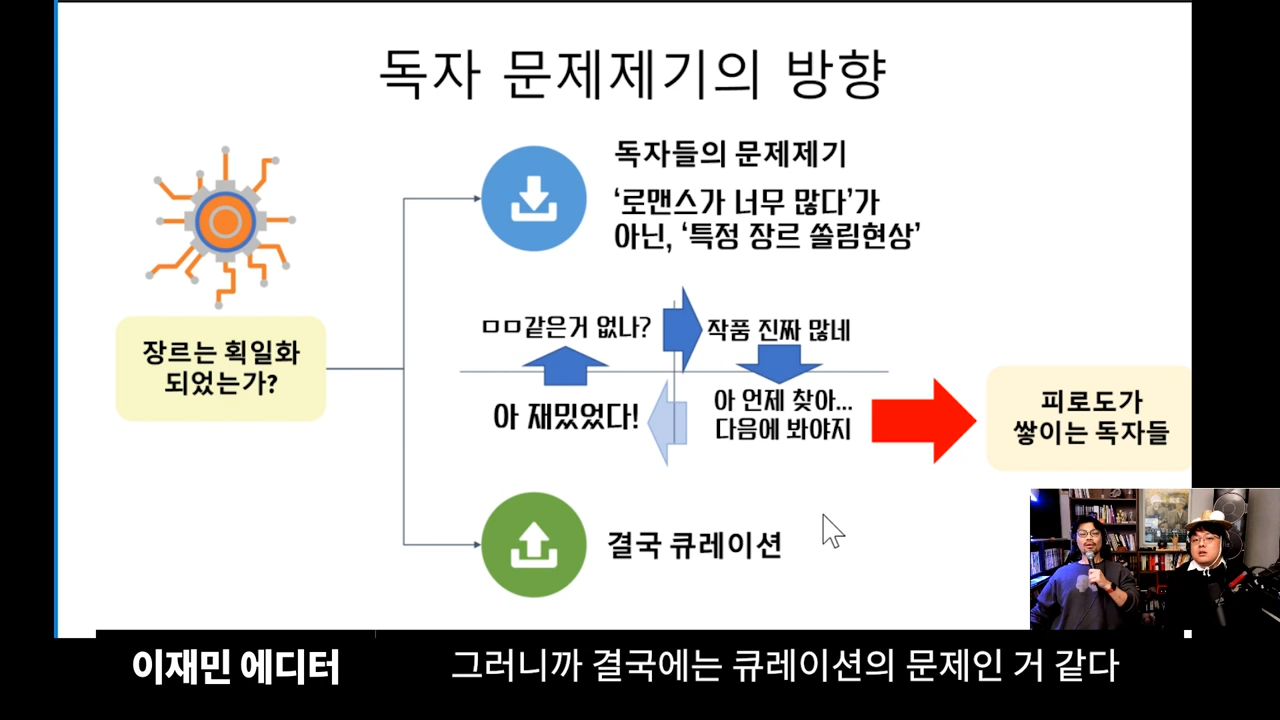 독자 문제제기의 방향
독자들의 문제제기
‘로맨스가 너무 많다’가
아닌, ‘특정 장르 쏠림현상’
장르는 획일화
되었는가?
ㅁㅁ같은거 없나?
작품 진짜 많네
아 재밌었다!
아 언제 찾아...
다음에 봐야지
피로도가
쌓이는 독자들
결국 큐레이션
이재민 에디터
그러니까 결국에는 큐레이션의 문제인 거 같다